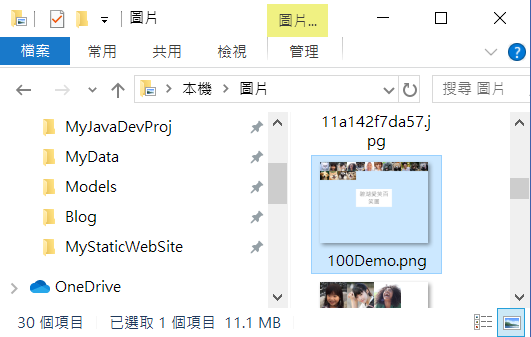 圖片
圖片...
檔案 常用 共用 檢視 管理
本機 圖片
搜尋 圖片
MyJavaDevProj
MyData
Models
Blog
MyStaticWebSite
OneDrive
11a142f7da57.j
pg
100Demo.png
30 個項目 已選取 1 個項目 11.1 MB